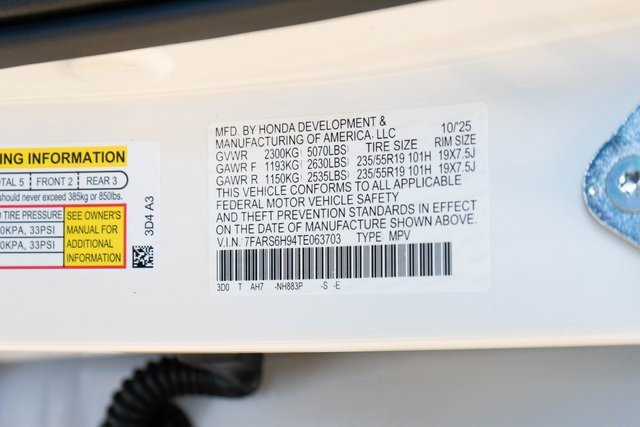 NG INFORMATION
OTAL 5 FRONT 2 REAR 3
should never exceed 385kg or 850lbs.
TIRE PRESSURE
0KPA, 33PSI
0KPA, 33PSI
SEE OWNER'S
MANUAL FOR
ADDITIONAL
INFORMATION
3D4 A3
MFD. BY HONDA DEVELOPMENT & 10/'25
MANUFACTURING OF AMERICA, LLC
TIRE SIZE RIM SIZE
GVWR 2300KG 5070LBS
GAWR F 1193KG 2630LBS 235/55R19 101H 19X7.5J
GAWR R 1150KG 2535LBS 235/55R19 101H 19X7.5J
THIS VEHICLE CONFORMS TO ALL APPLICABLE
FEDERAL MOTOR VEHICLE SAFETY
AND THEFT PREVENTION STANDARDS IN EFFECT
ON THE DATE OF MANUFACTURE SHOWN ABOVE.
V.I.N. 7FARS6H94TE063703 TYPE MPV
3D0 T AH7 -NH883P -S -E